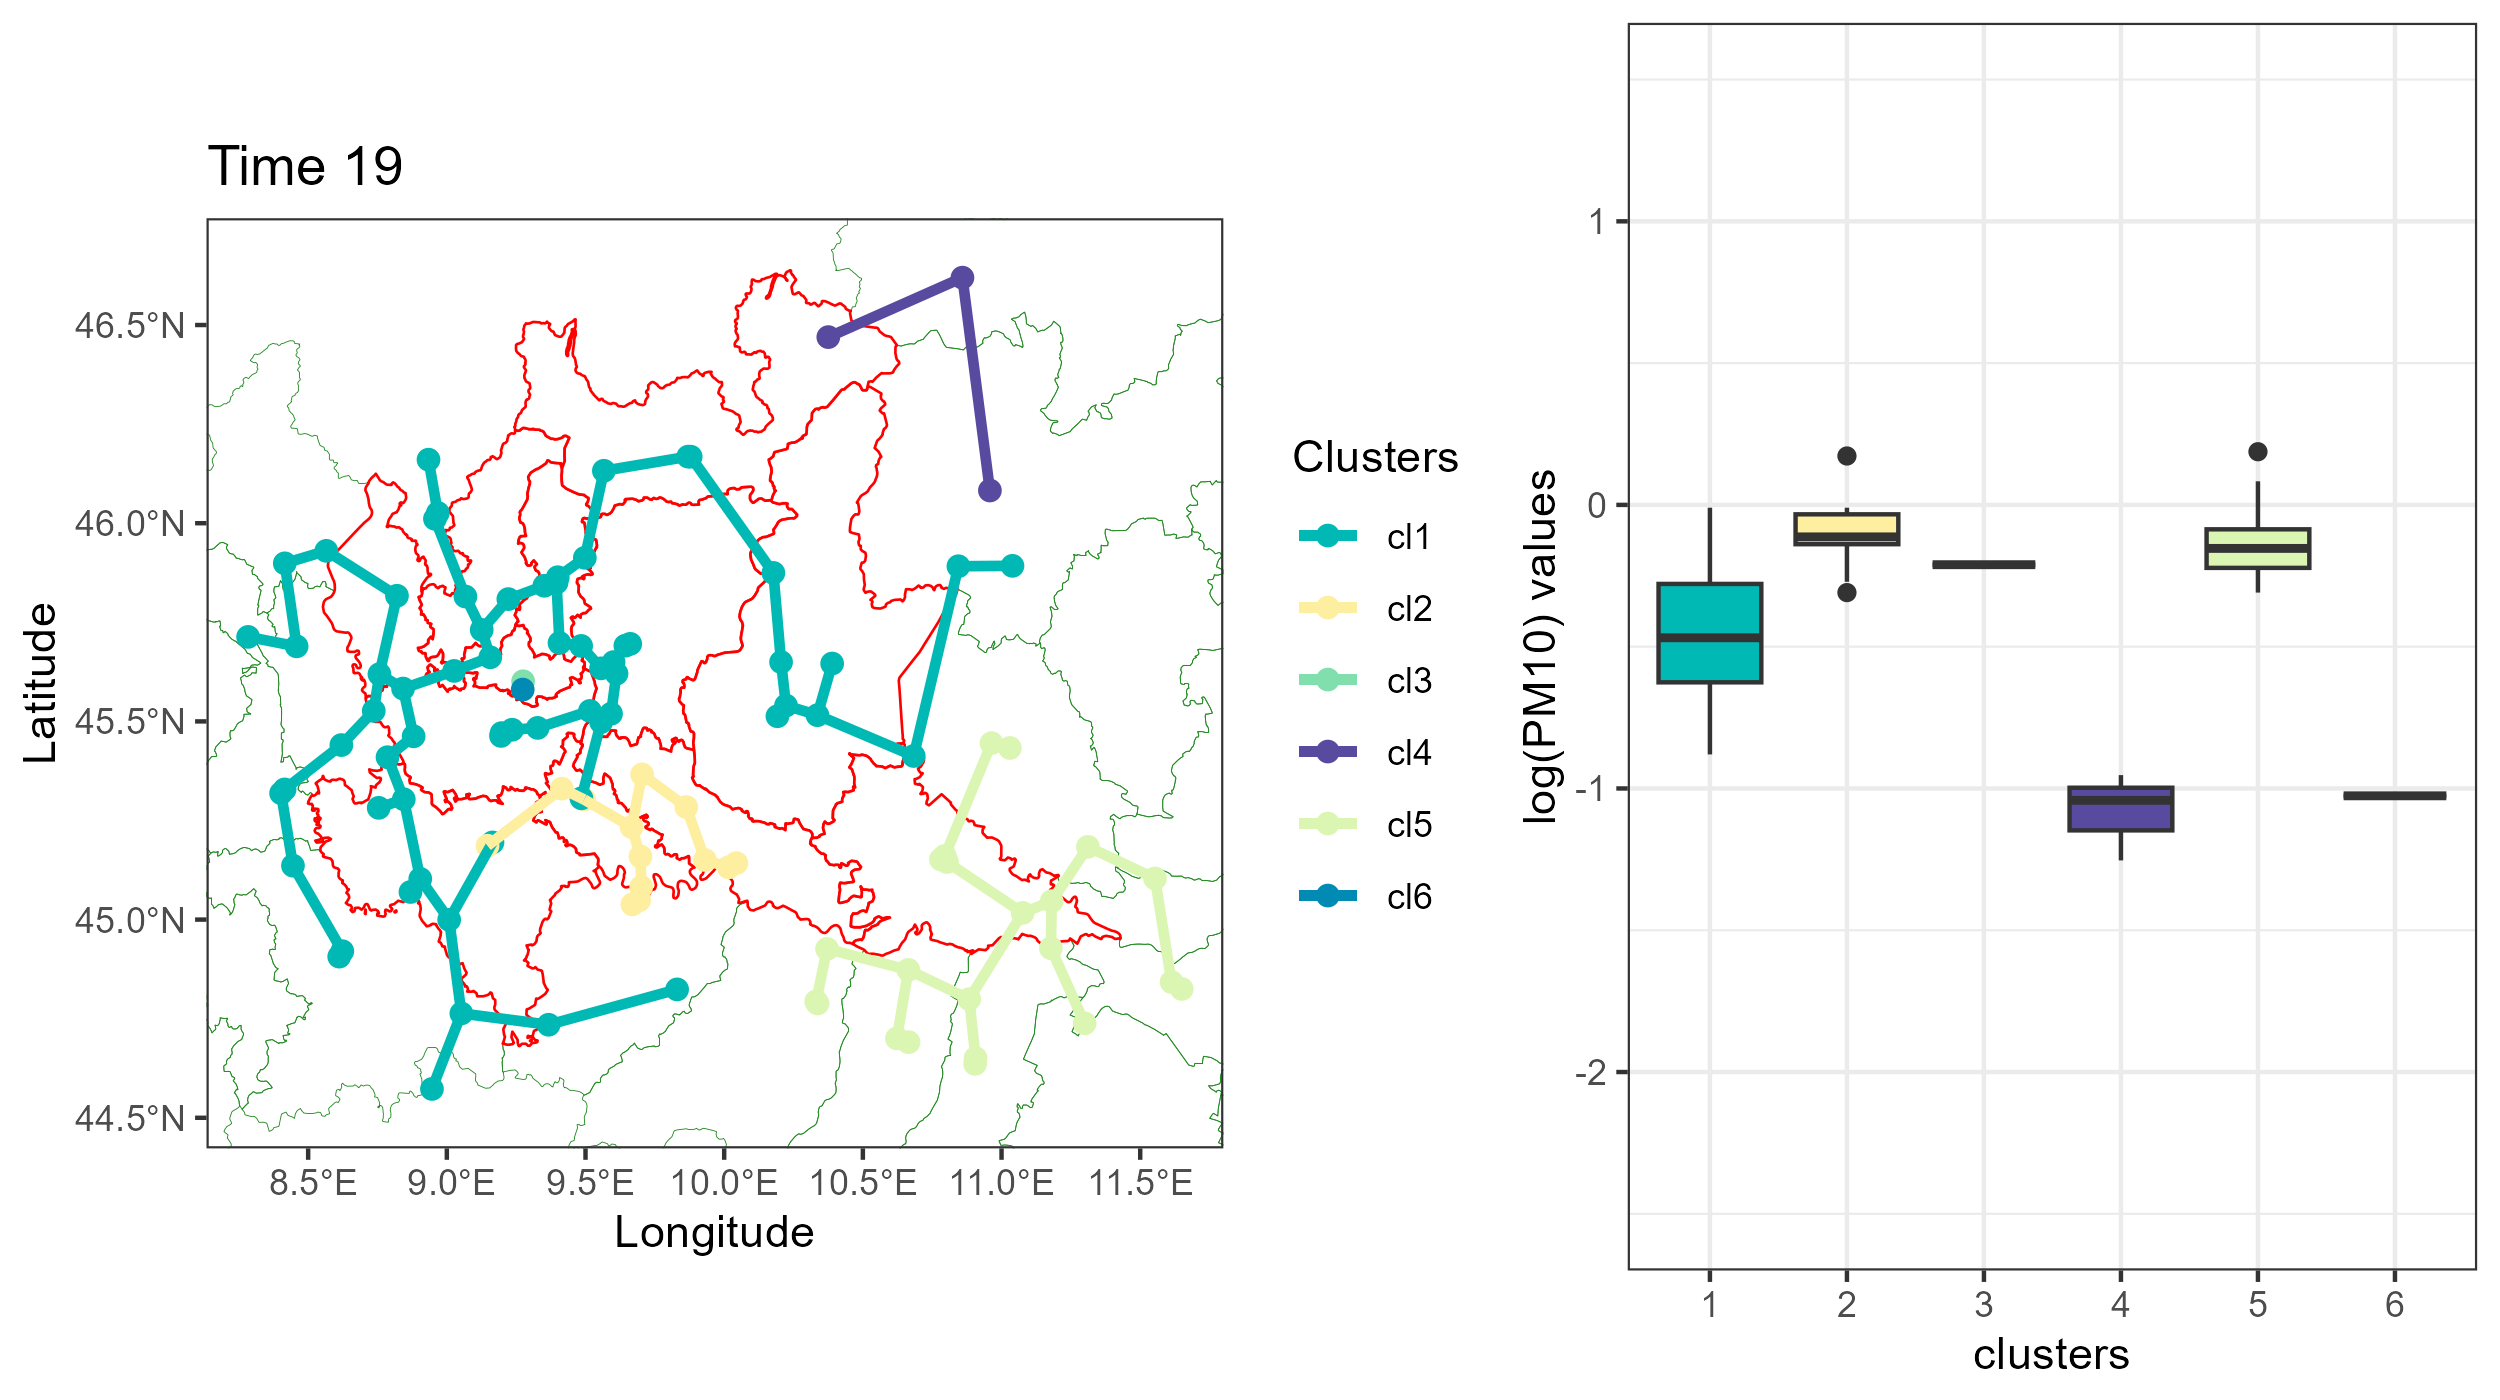 Time 19
Latitude
46.5°N
46.0°N
45.5°N
45.0°N
44.5°N
8.5°E 9.0°E 9.5°E 10.0°E 10.5°E 11.0°E 11.5°E
Longitude
Clusters
cl1
cl2
cl3
cl4
cl5
cl6
log(PM10) values
1
0
-1
-2
1 2 3 4 5 6
clusters